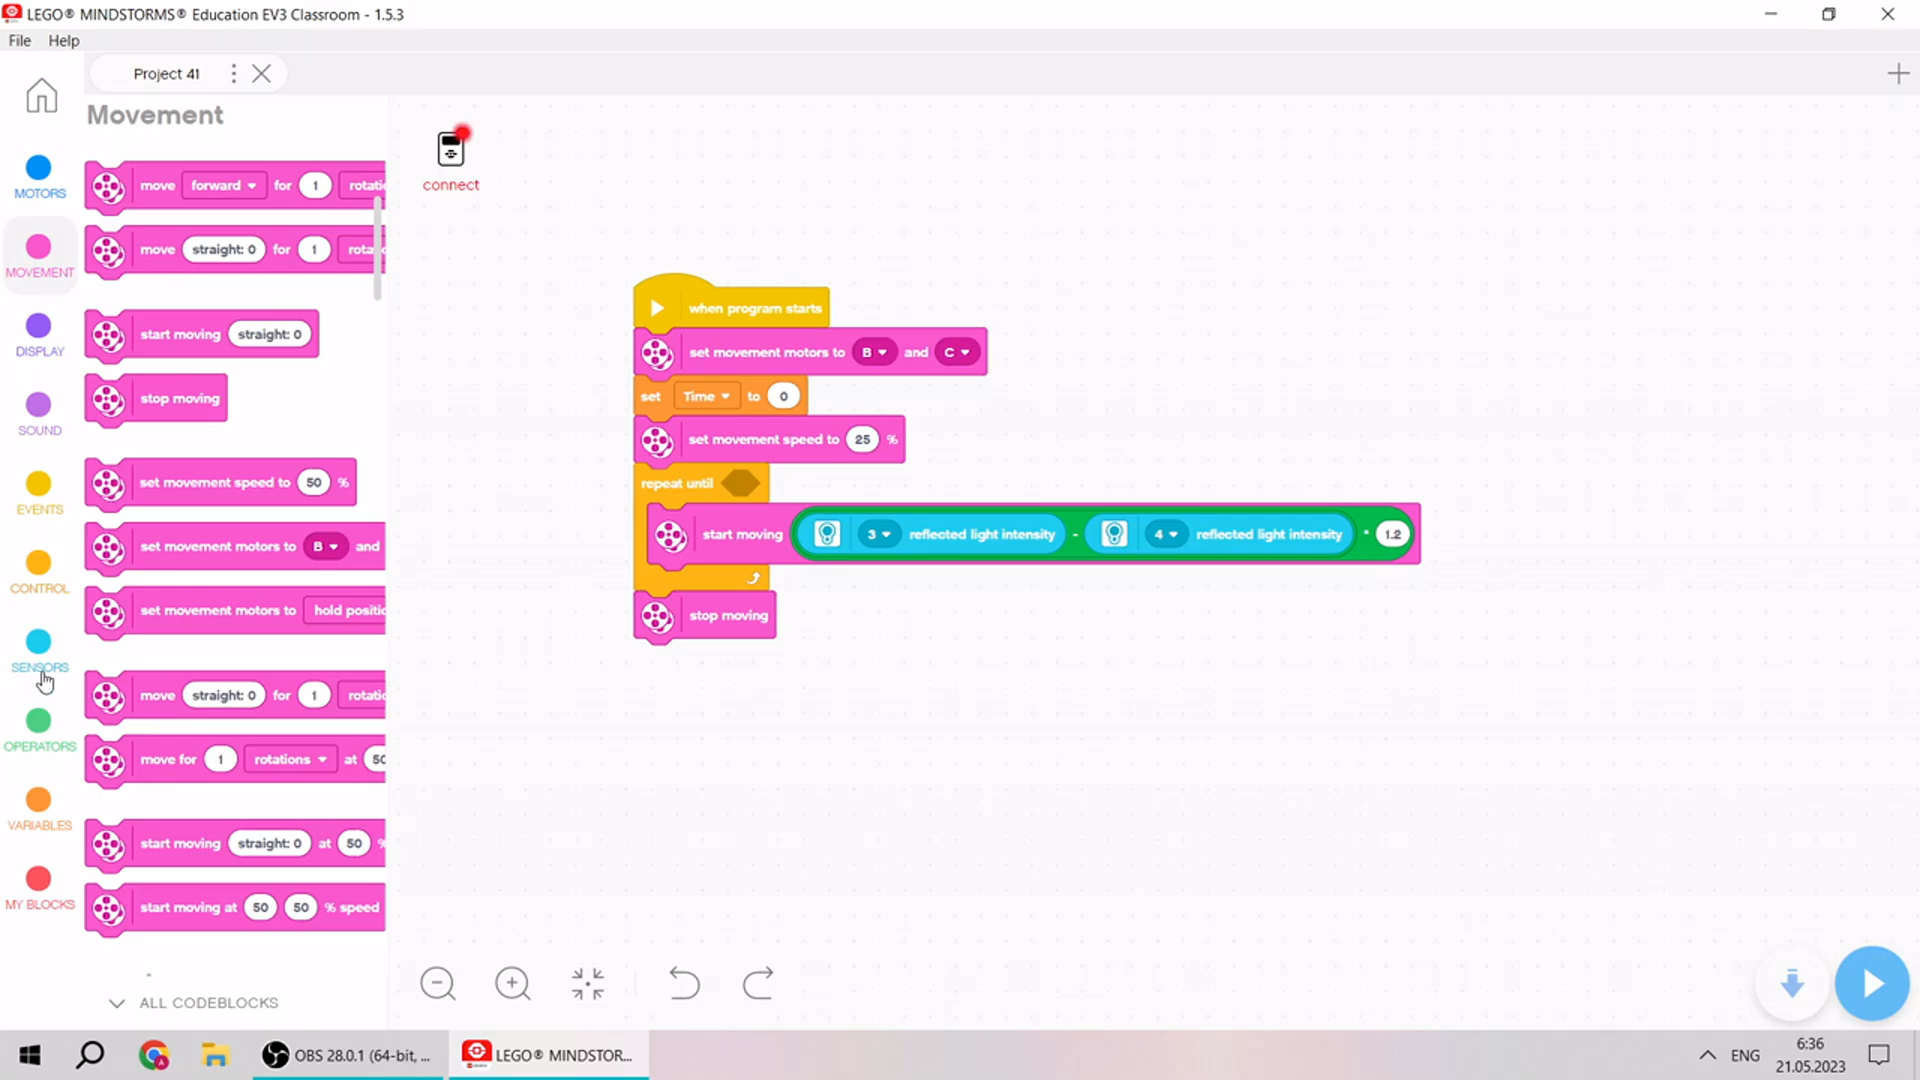 LEGO® MINDSTORMS® Education EV3 Classroom - 1.5.3
File Help
Project 41
Movement
connect
MOTORS
MOVEMENT
DISPLAY
SOUND
EVENTS
CONTROL
SENSORS
OPERATORS
VARIABLES
MY BLOCKS
move forward for 1 rotatic
move straight: 0 for 1 rota
start moving straight: 0
stop moving
set movement speed to 50 %
set movement motors to B and
set movement motors to hold positic
move straight: 0 for 1 rotatic
move for 1 rotations at 50
start moving straight: 0 at 50 %
start moving at 50 50 % speed
ALL CODEBLOCKS
when program starts
set movement motors to B and C
set Time to 0
set movement speed to 25 %
repeat until
start moving 3 reflected light intensity - 4 reflected light intensity * 1.2
stop moving
OBS 28.0.1 (64-bit, ...
LEGO® MINDSTOR...
ENG
6:36
21.05.2023